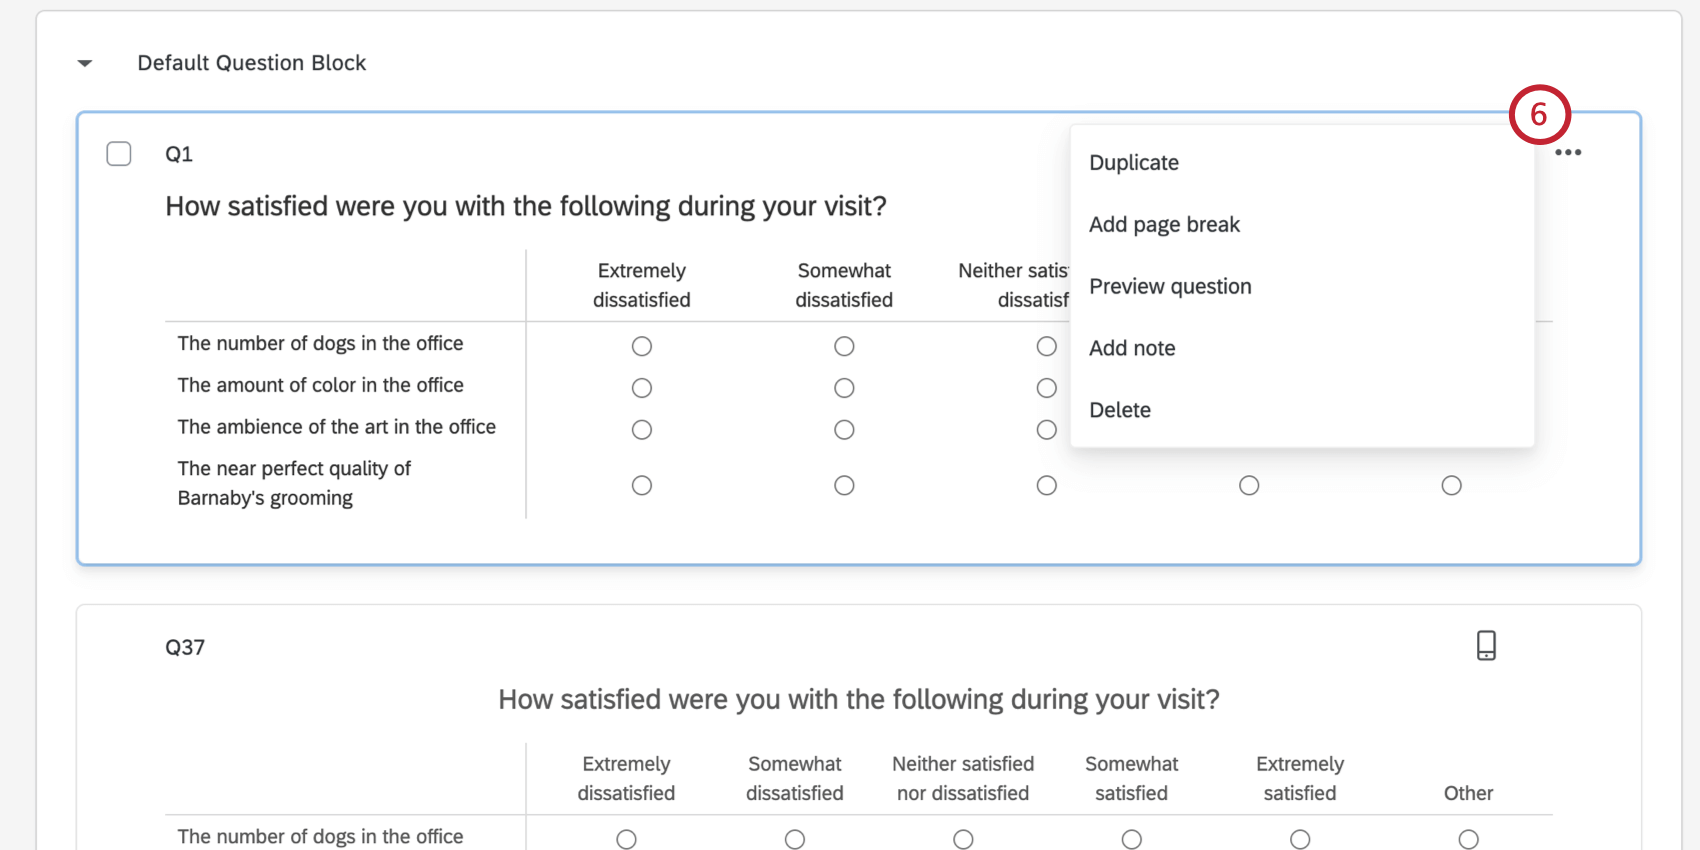 Default Question Block
6
Q1
How satisfied were you with the following during your visit?
Duplicate
Add page break
Preview question
Add note
Delete
Extremely
dissatisfied
Somewhat
dissatisfied
Neither satis
dissatisf
The number of dogs in the office
The amount of color in the office
The ambience of the art in the office
The near perfect quality of
Barnaby's grooming
Q37
How satisfied were you with the following during your visit?
Extremely
dissatisfied
Somewhat
dissatisfied
Neither satisfied
nor dissatisfied
Somewhat
satisfied
Extremely
satisfied
Other
The number of dogs in the office